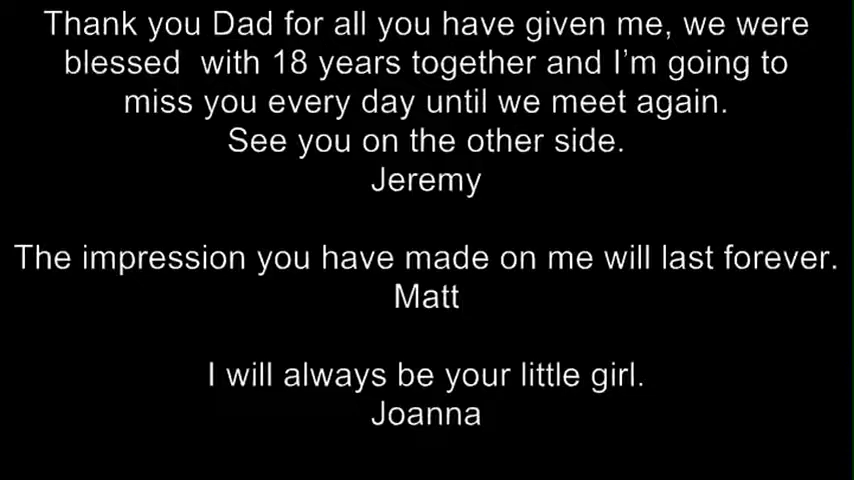 Thank you Dad for all you have given me, we were
blessed  with 18 years together and I’m going to
miss you every day until we meet again.
See you on the other side.
Jeremy
The impression you have made on me will last forever.
Matt
I will always be your little girl.
Joanna